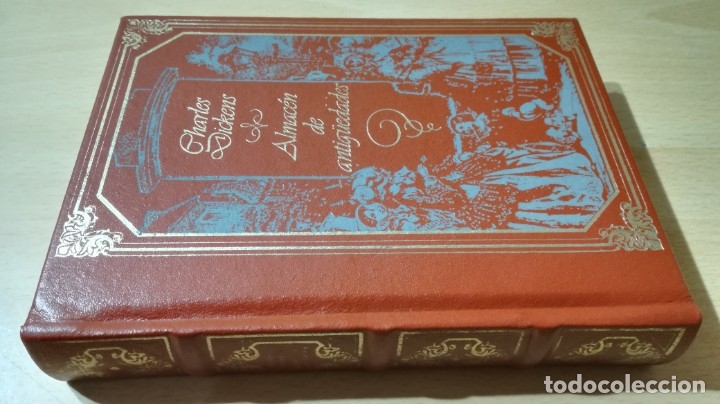 Charles
Dickens
Almacén
de
antigüedades
todocoleccion